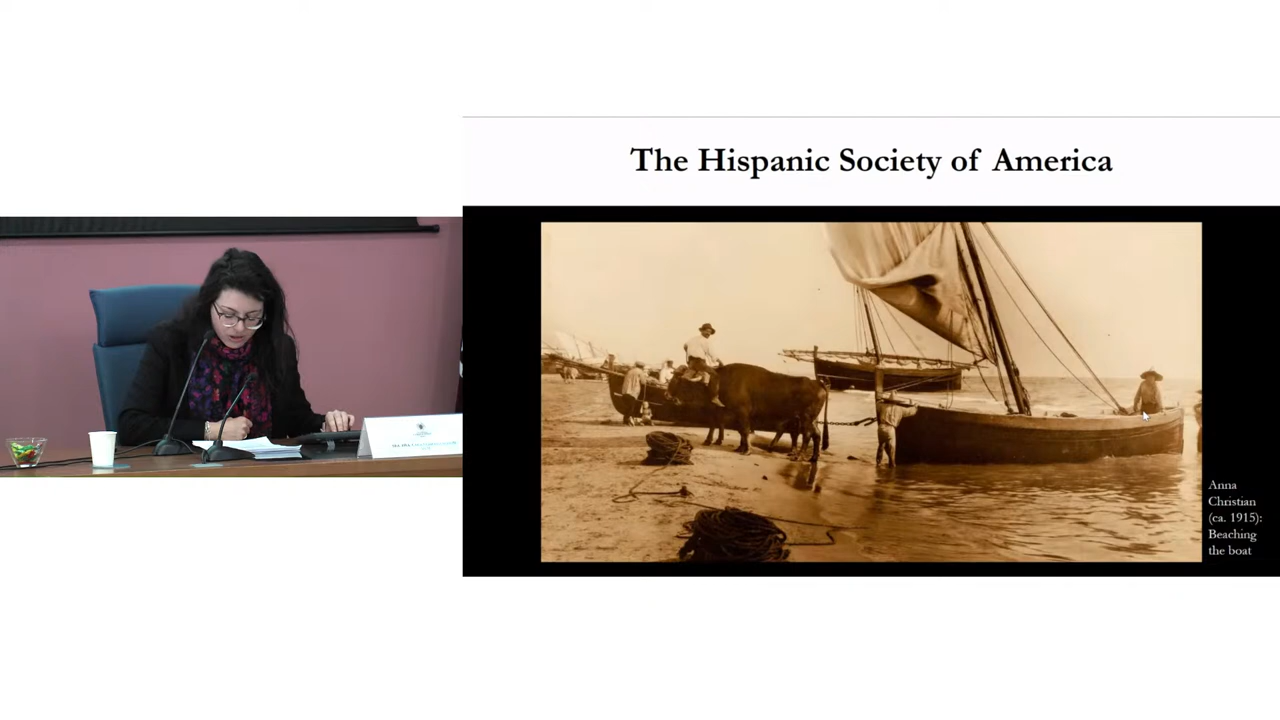 The Hispanic Society of America
Anna
Christian
(ca. 1915):
Beaching
the boat